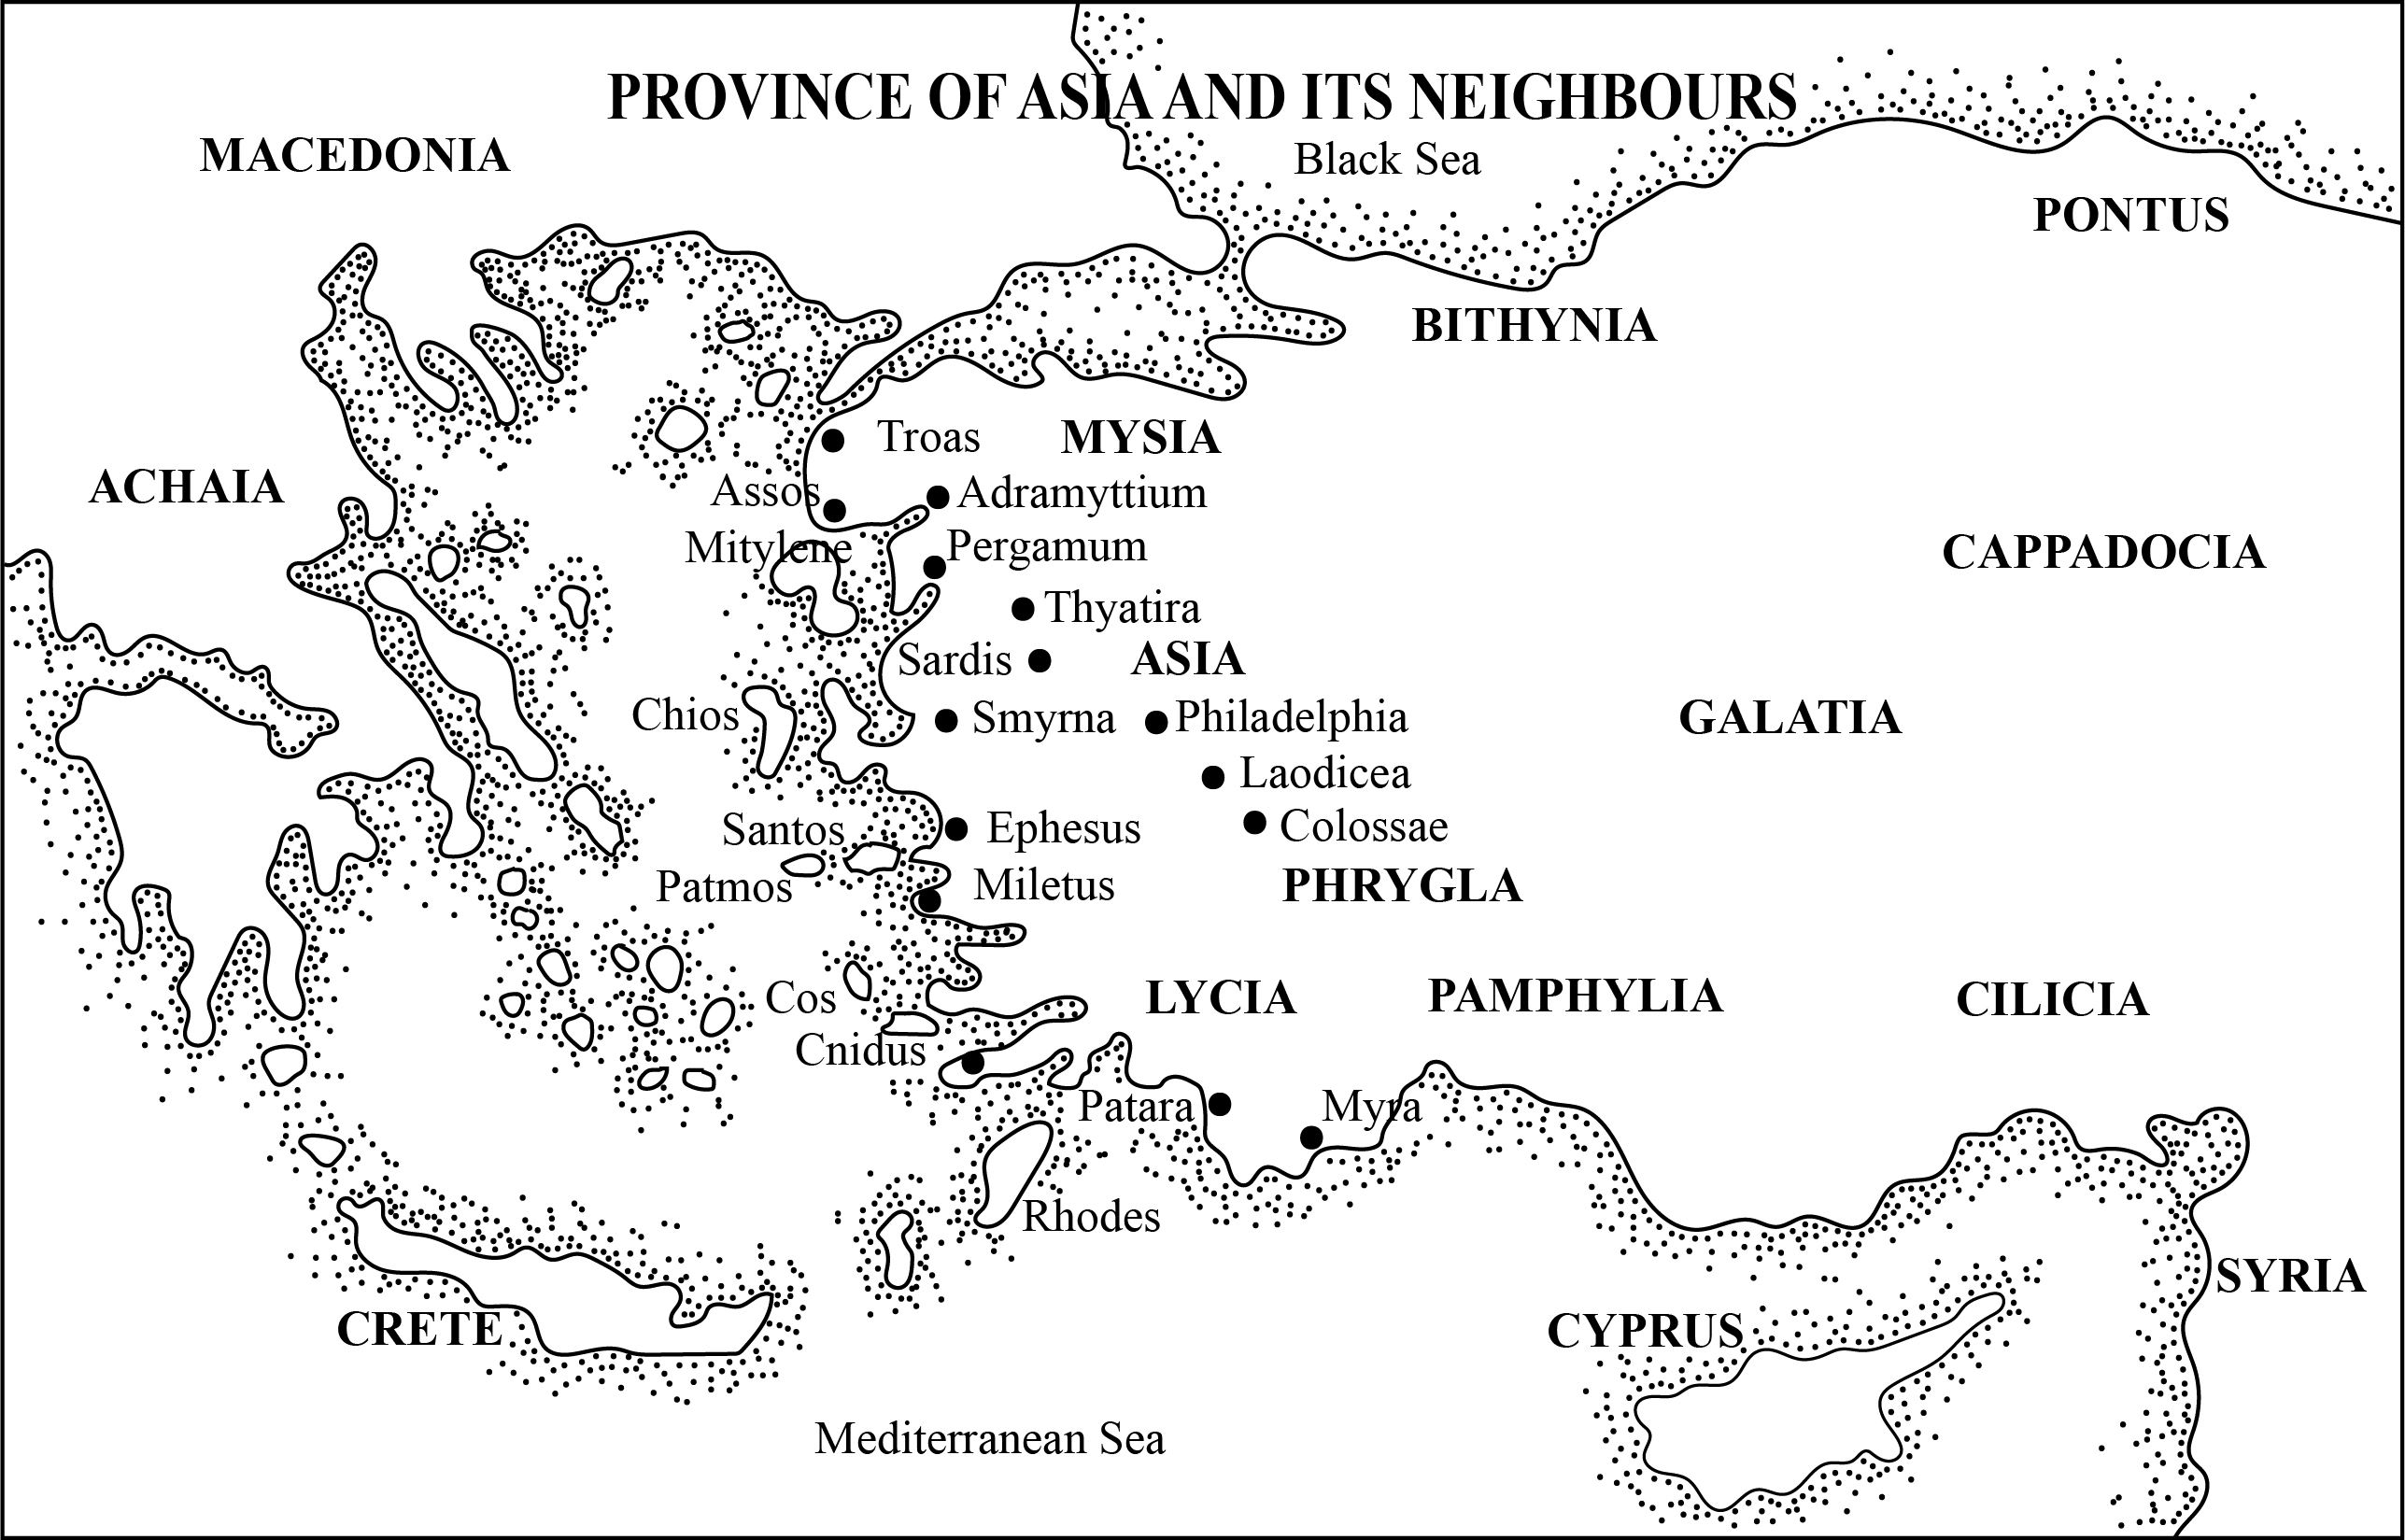 PROVINCE OF ASIA AND ITS NEIGHBOURS
MACEDONIA
Black Sea
PONTUS
BITHYNIA
Troas
MYSIA
ACHAIA
Assos
Adramyttium
Mitylene
Pergamum
CAPPADOCIA
Thyatira
Sardis
ASIA
Chios
Smyrna
Philadelphia
GALATIA
Laodicea
Santos
Ephesus
Colossae
Patmos
Miletus
PHRYGLA
Cos
LYCIA
PAMPHYLIA
CILICIA
Cnidus
Patara
Myra
Rhodes
SYRIA
CRETE
CYPRUS
Mediterranean Sea